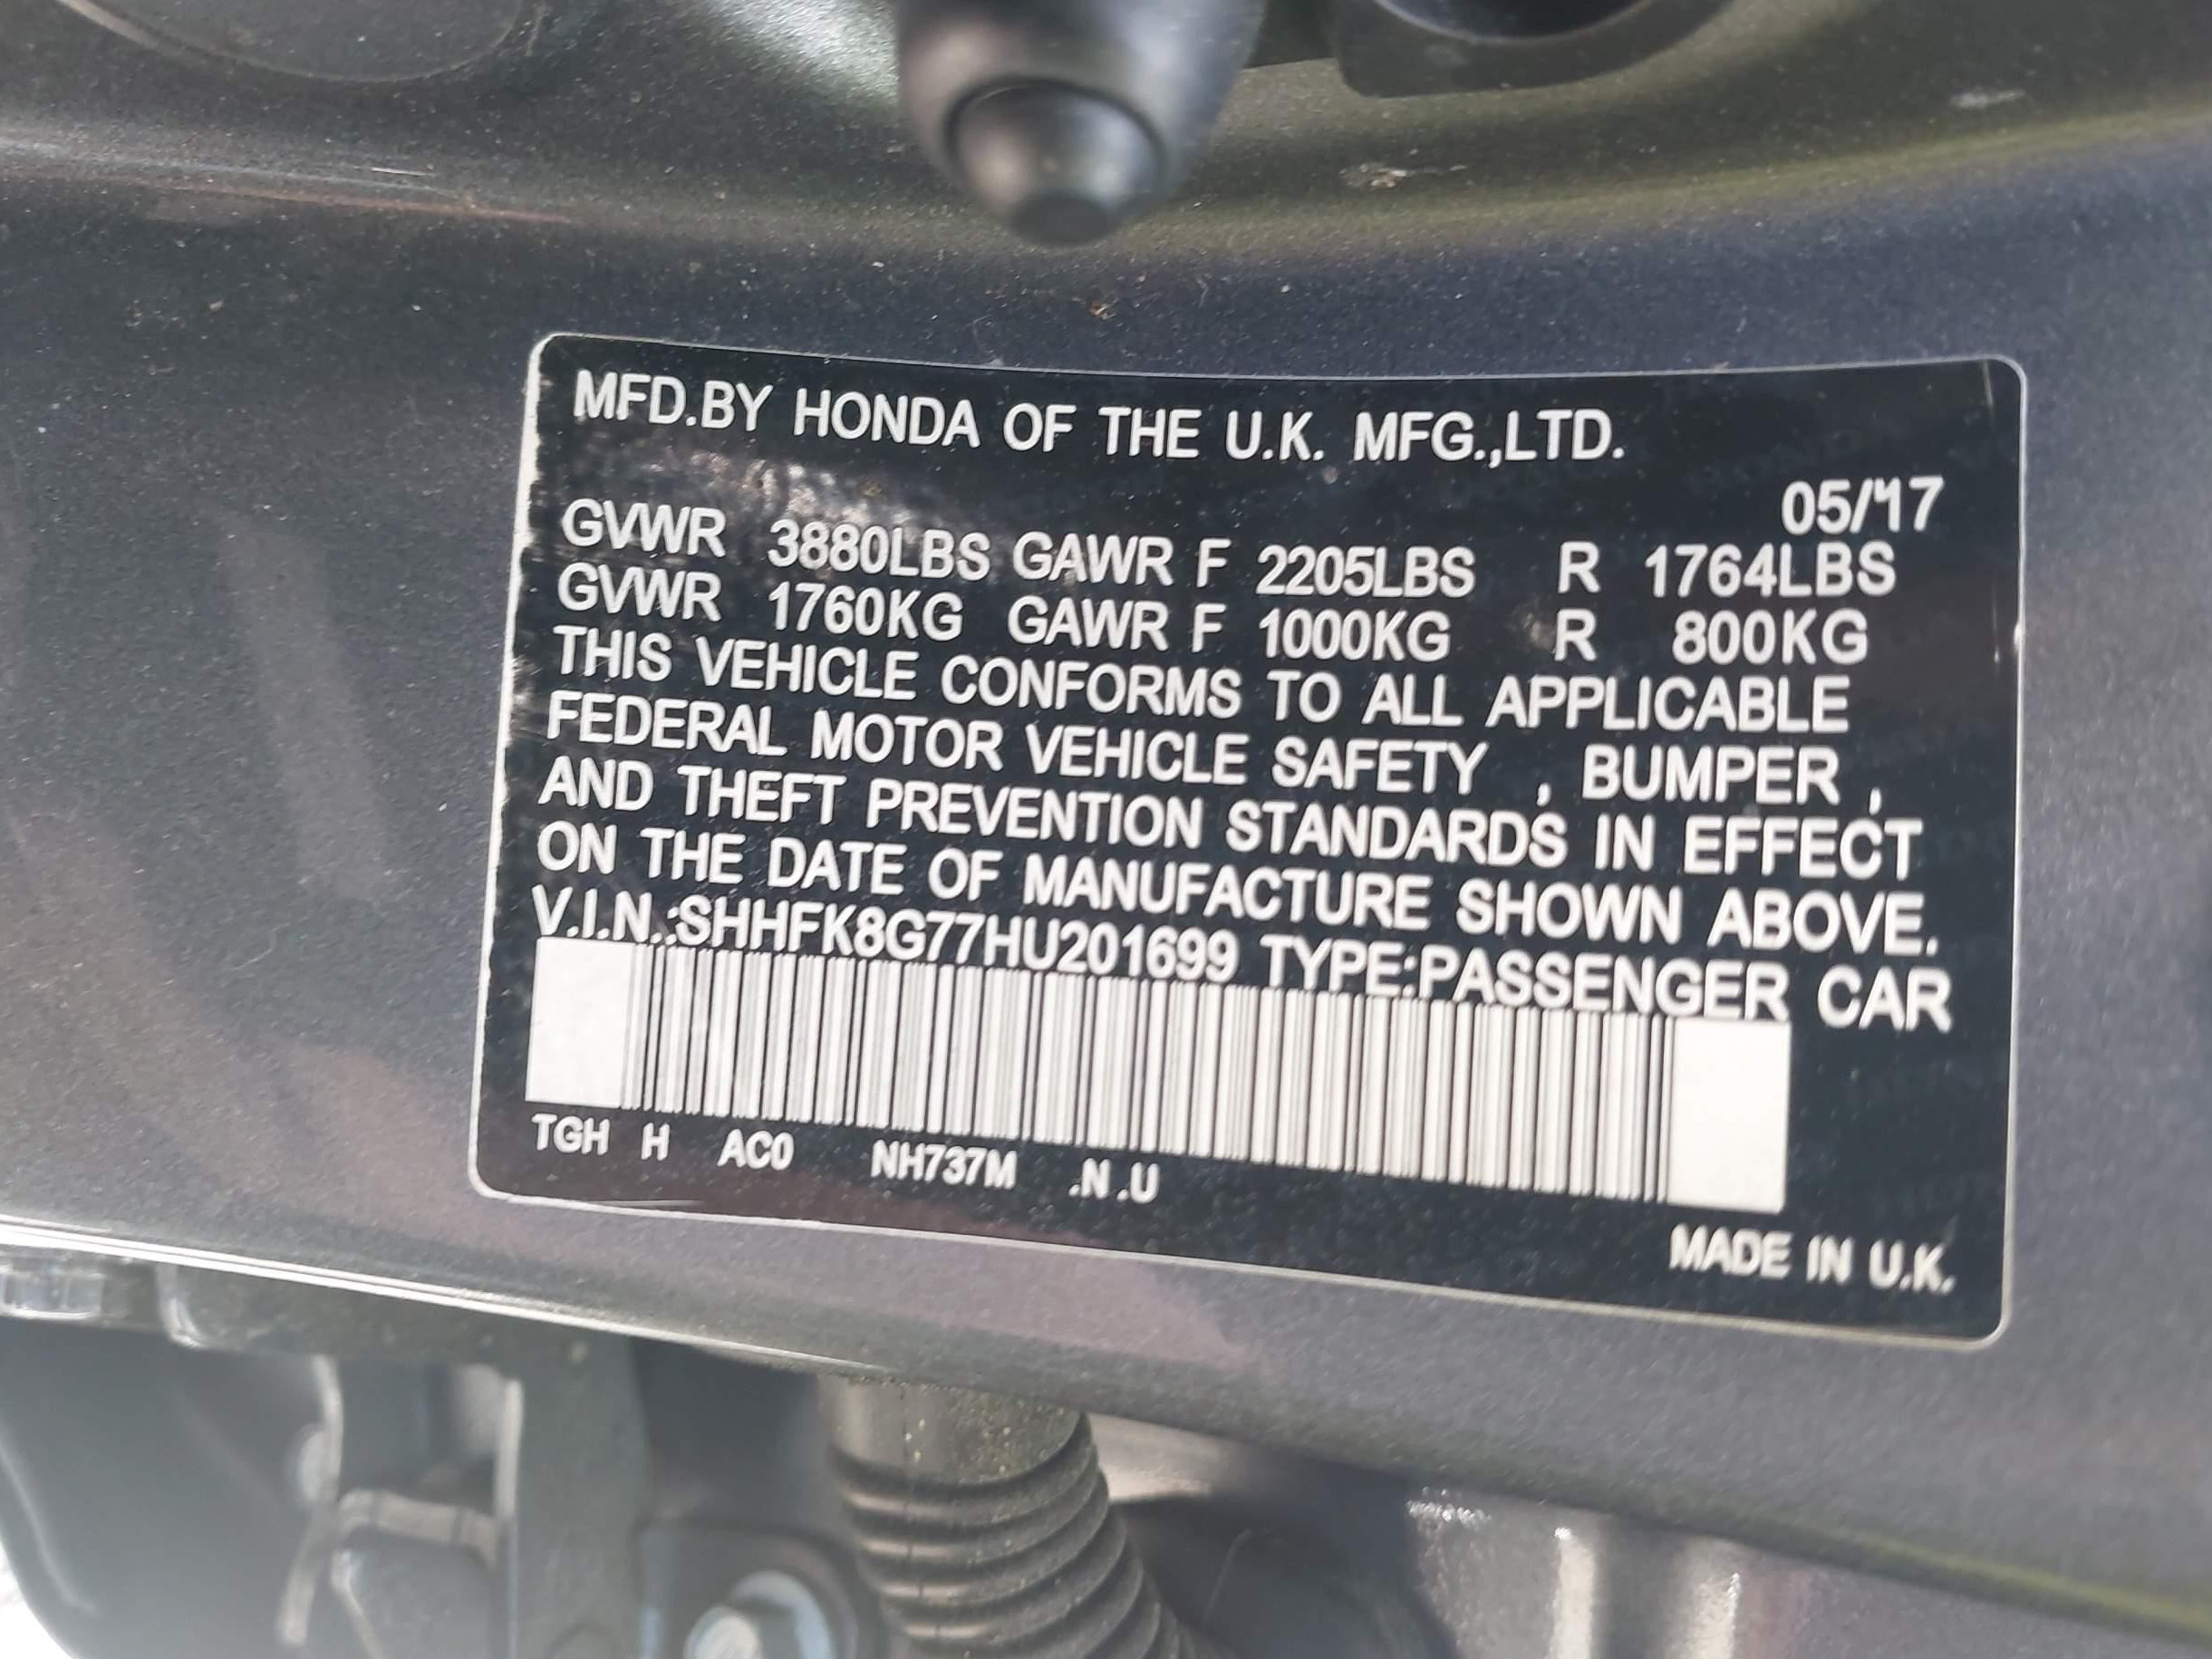 MFD.BY HONDA OF THE U.K. MFG.,LTD.
05/'17
GVWR 3880LBS GAWR F 2205LBS R 1764LBS
GVWR 1760KG GAWR F 1000KG R 800KG
THIS VEHICLE CONFORMS TO ALL APPLICABLE
FEDERAL MOTOR VEHICLE SAFETY , BUMPER ,
AND THEFT PREVENTION STANDARDS IN EFFECT
ON THE DATE OF MANUFACTURE SHOWN ABOVE.
V.I.N.:SHHFK8G77HU201699 TYPE:PASSENGER CAR
TGH H AC0 NH737M .N .U
MADE IN U.K.